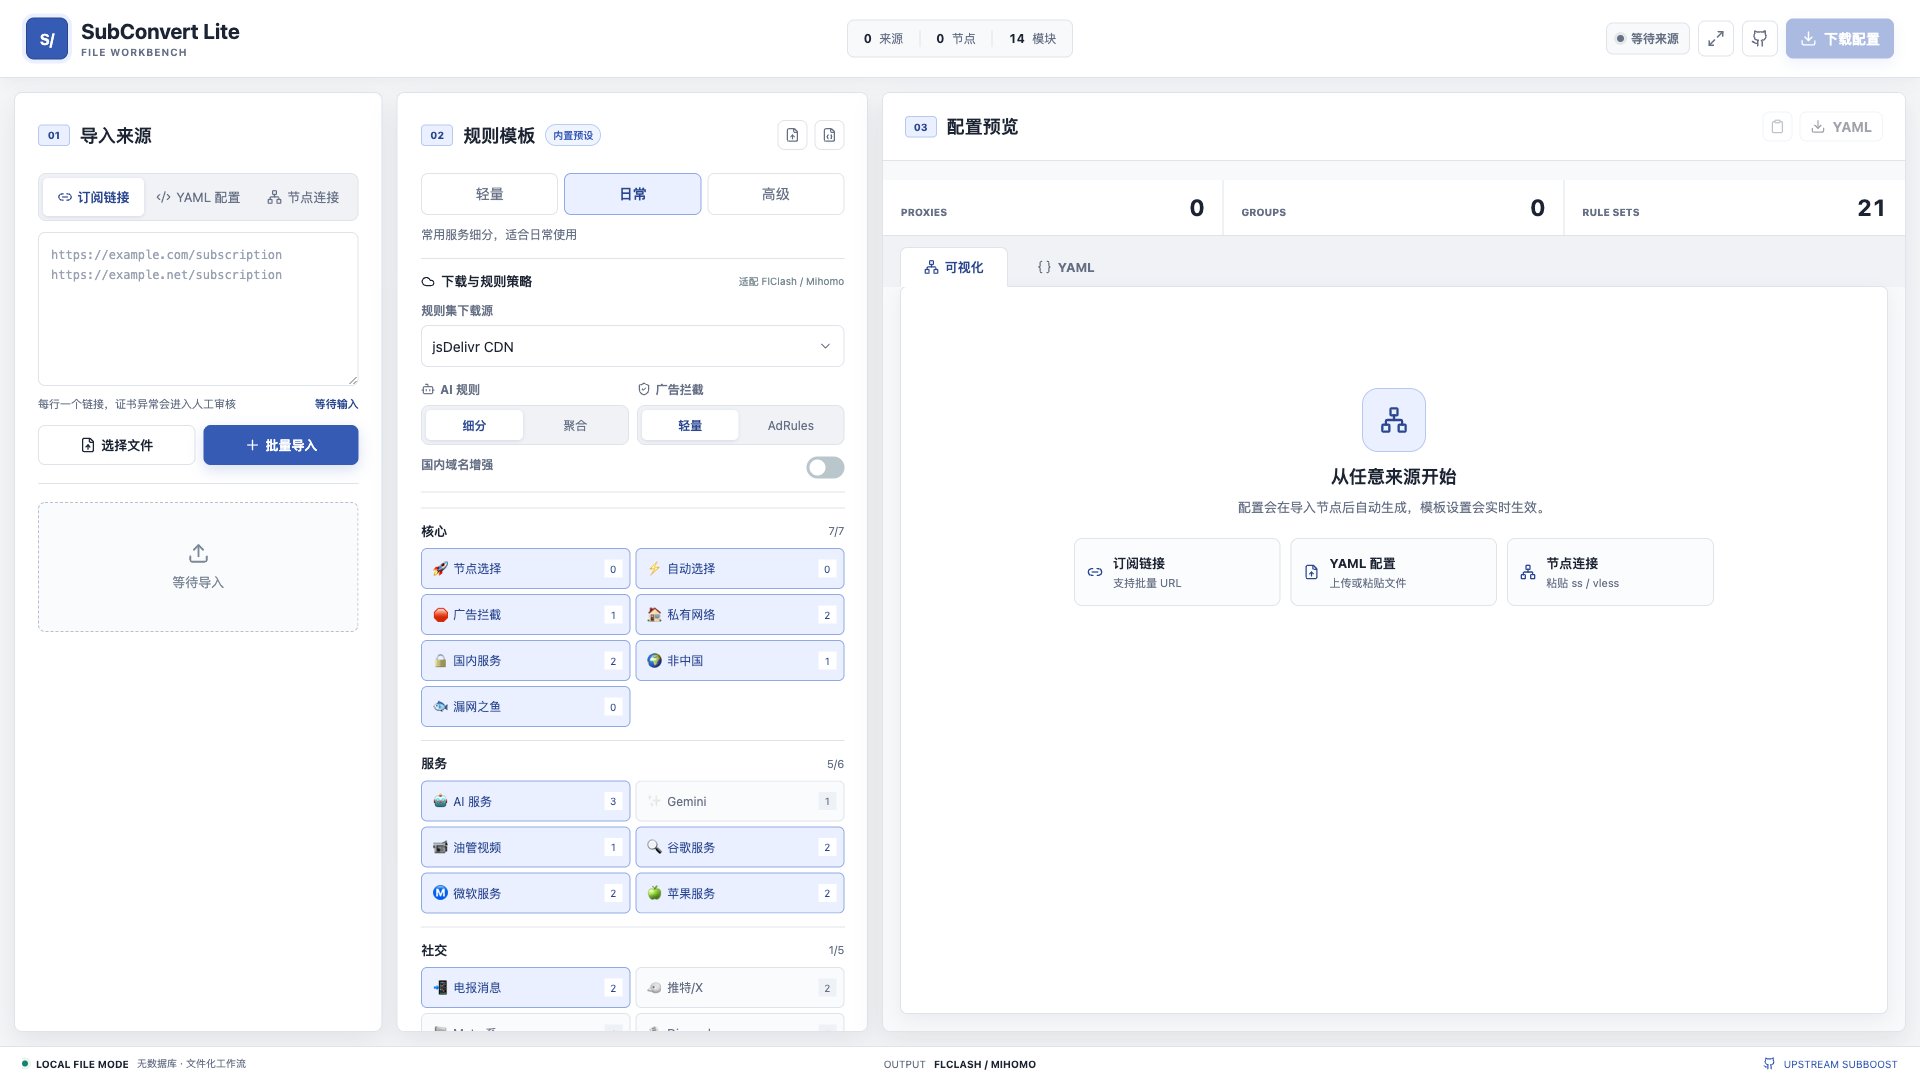 S/
SubConvert Lite
FILE WORKBENCH
0 来源
0 节点
14 模块
等待来源
下载配置
01 导入来源
订阅链接
YAML 配置
节点连接
https://example.com/subscription
https://example.net/subscription
每行一个链接，证书异常会进入人工审核
等待输入
选择文件
批量导入
等待导入
02 规则模板 内置预设
轻量
日常
高级
常用服务细分，适合日常使用
下载与规则策略
适配 FlClash / Mihomo
规则集下载源
jsDelivr CDN
AI 规则
广告拦截
细分
聚合
轻量
AdRules
国内域名增强
核心 7/7
节点选择 0
自动选择 0
广告拦截 1
私有网络 2
国内服务 2
非中国 1
漏网之鱼 0
服务 5/6
AI 服务 3
Gemini 1
油管视频 1
谷歌服务 2
微软服务 2
苹果服务 2
社交 1/5
电报消息 2
推特/X 2
03 配置预览
YAML
PROXIES 0
GROUPS 0
RULE SETS 21
可视化
{ } YAML
从任意来源开始
配置会在导入节点后自动生成，模板设置会实时生效。
订阅链接
支持批量 URL
YAML 配置
上传或粘贴文件
节点连接
粘贴 ss / vless
LOCAL FILE MODE 无数据库 · 文件化工作流
OUTPUT FLCLASH / MIHOMO
UPSTREAM SUBBOOST